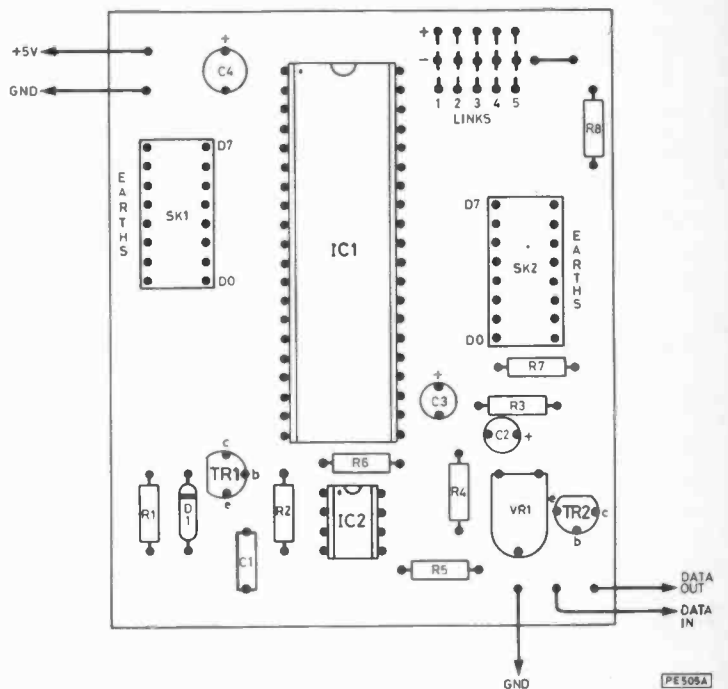 +5V
GND
+
C4
+
-
1 2 3 4 5
LINKS
R8
EARTHS
SK1
D7
D0
IC1
D7
SK2
D0
EARTHS
R7
+
C3
R3
C2 +
R6
c
TR1 b
e
R1
D1
R2
IC2
R4
VR1
e TR2 c
b
C1
R5
DATA
OUT
DATA
IN
GND
PE505A